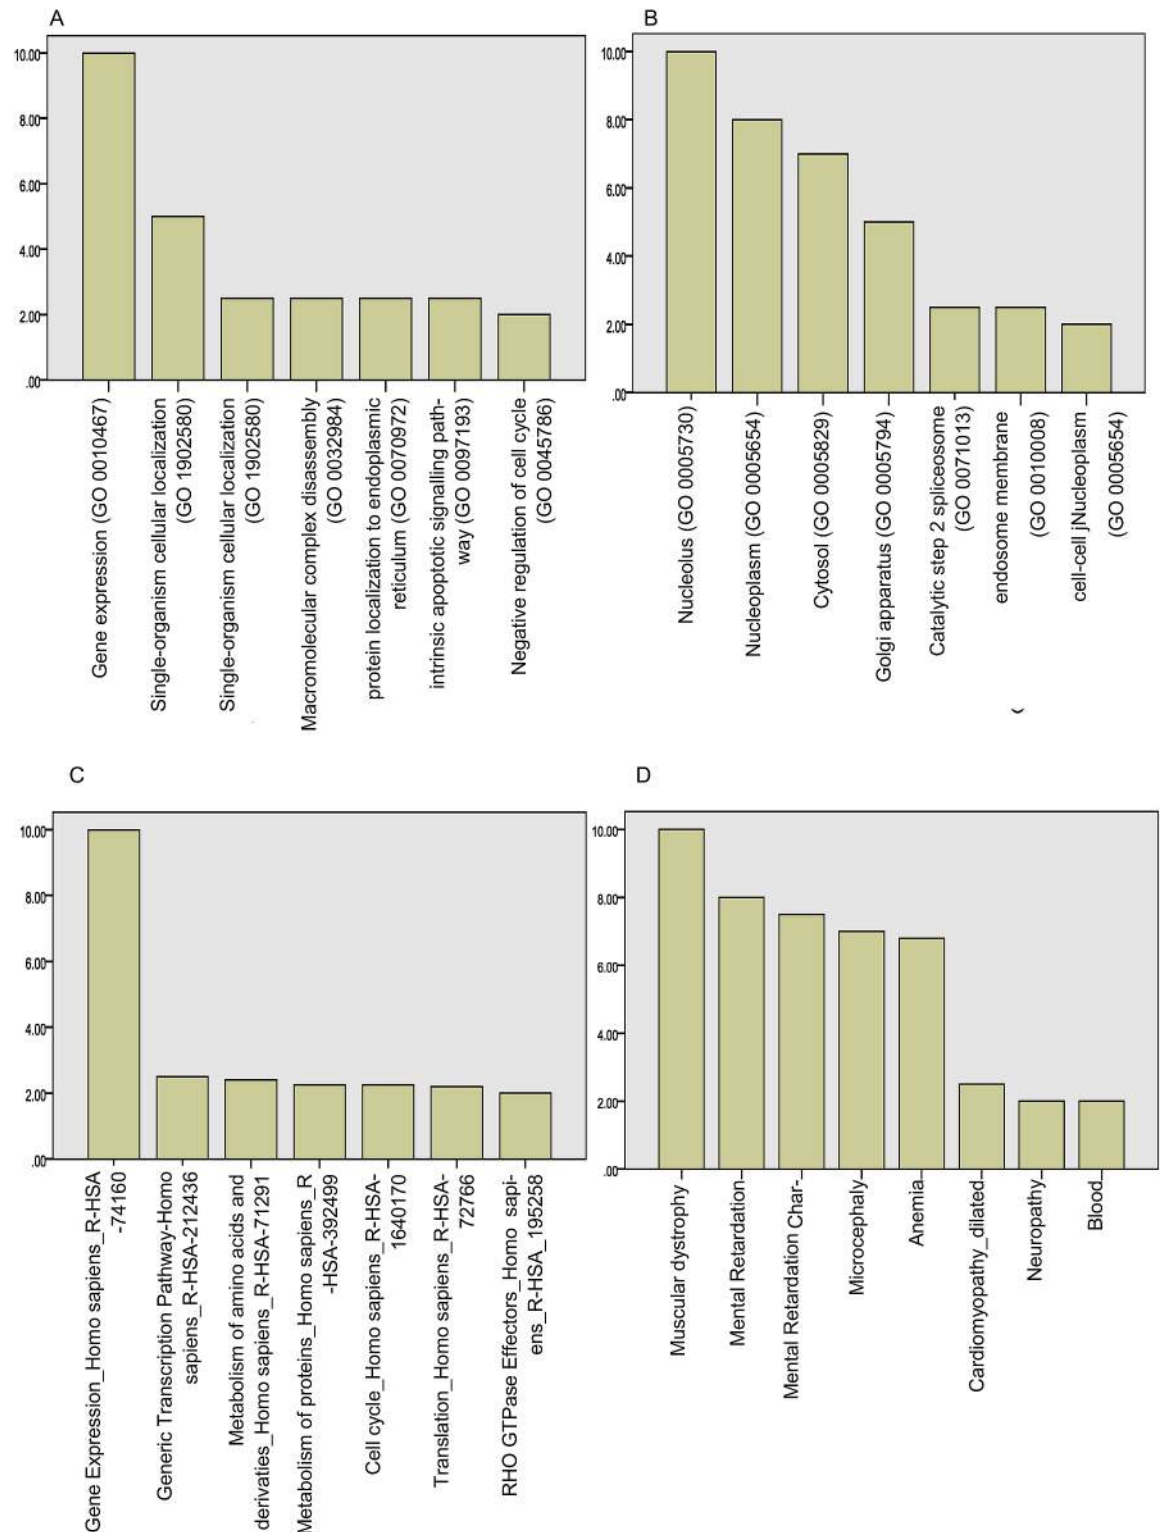 A
10.00
8.00
6.00
4.00
2.00
.00
Gene expression (GO 0010467)
Single-organism cellular localization
(GO 1902580)
Single-organism cellular localization
(GO 1902580)
Macromolecular complex disassembly
(GO 0032984)
protein localization to endoplasmic
reticulum (GO 0070972)
intrinsic apoptotic signalling path-
way (GO 0097193)
Negative regulation of cell cycle
(GO 0045786)
B
10.00
8.00
6.00
4.00
2.00
.00
Nucleolus (GO 0005730)
Nucleoplasm (GO 0005654)
Cytosol (GO 0005829)
Golgi apparatus (GO 0005794)
Catalytic step 2 spliceosome
(GO 0071013)
endosome membrane
(GO 0010008)
cell-cell jNucleoplasm
(GO 0005654)
C
10.00
8.00
6.00
4.00
2.00
.00
Gene Expression_Homo sapiens_R-HSA
-74160
Generic Transcription Pathway-Homo
sapiens_R-HSA-212436
Metabolism of amino acids and
derivaties_Homo sapiens_R-HSA-71291
Metabolism of proteins_Homo sapiens_R
-HSA-392499
Cell cycle_Homo sapiens_R-HSA-
1640170
Translation_Homo sapiens_R-HSA-
72766
RHO GTPase Effectors_Homo sapi-
ens_R-HSA_195258
D
10.00
8.00
6.00
4.00
2.00
.00
Muscular dystrophy
Mental Retardation
Mental Retardation Char-
Microcephaly
Anemia
Cardiomyopathy_dilated
Neuropathy
Blood